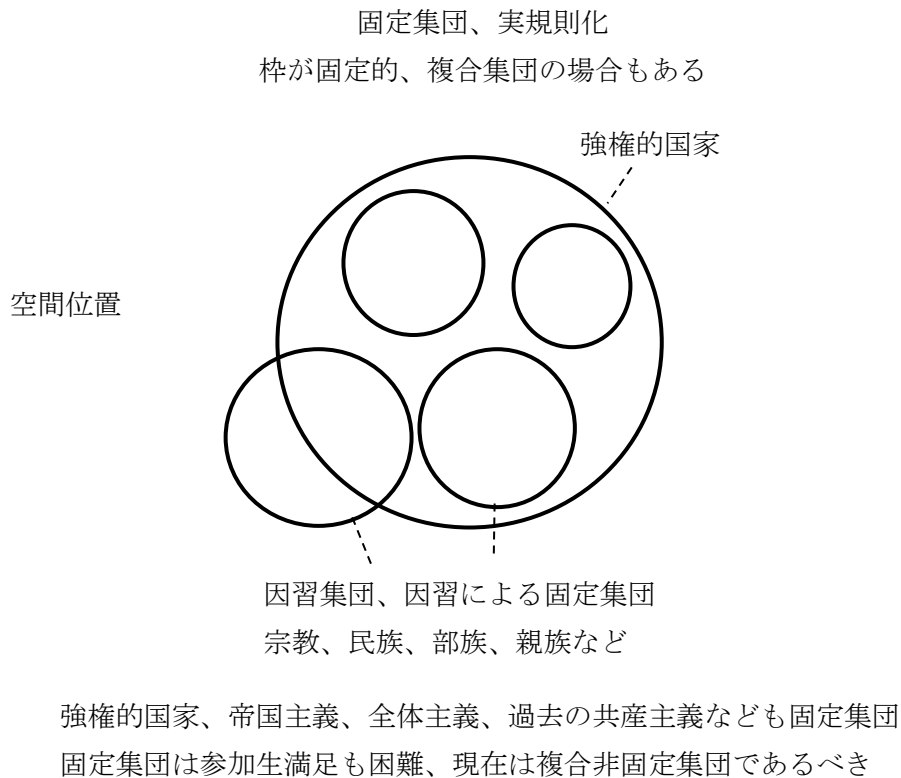 固定集団、実規則化
枠が固定的、複合集団の場合もある
強権的国家
空間位置
因習集団、因習による固定集団
宗教、民族、部族、親族など
強権的国家、帝国主義、全体主義、過去の共産主義なども固定集団
固定集団は参加生満足も困難、現在は複合非固定集団であるべき